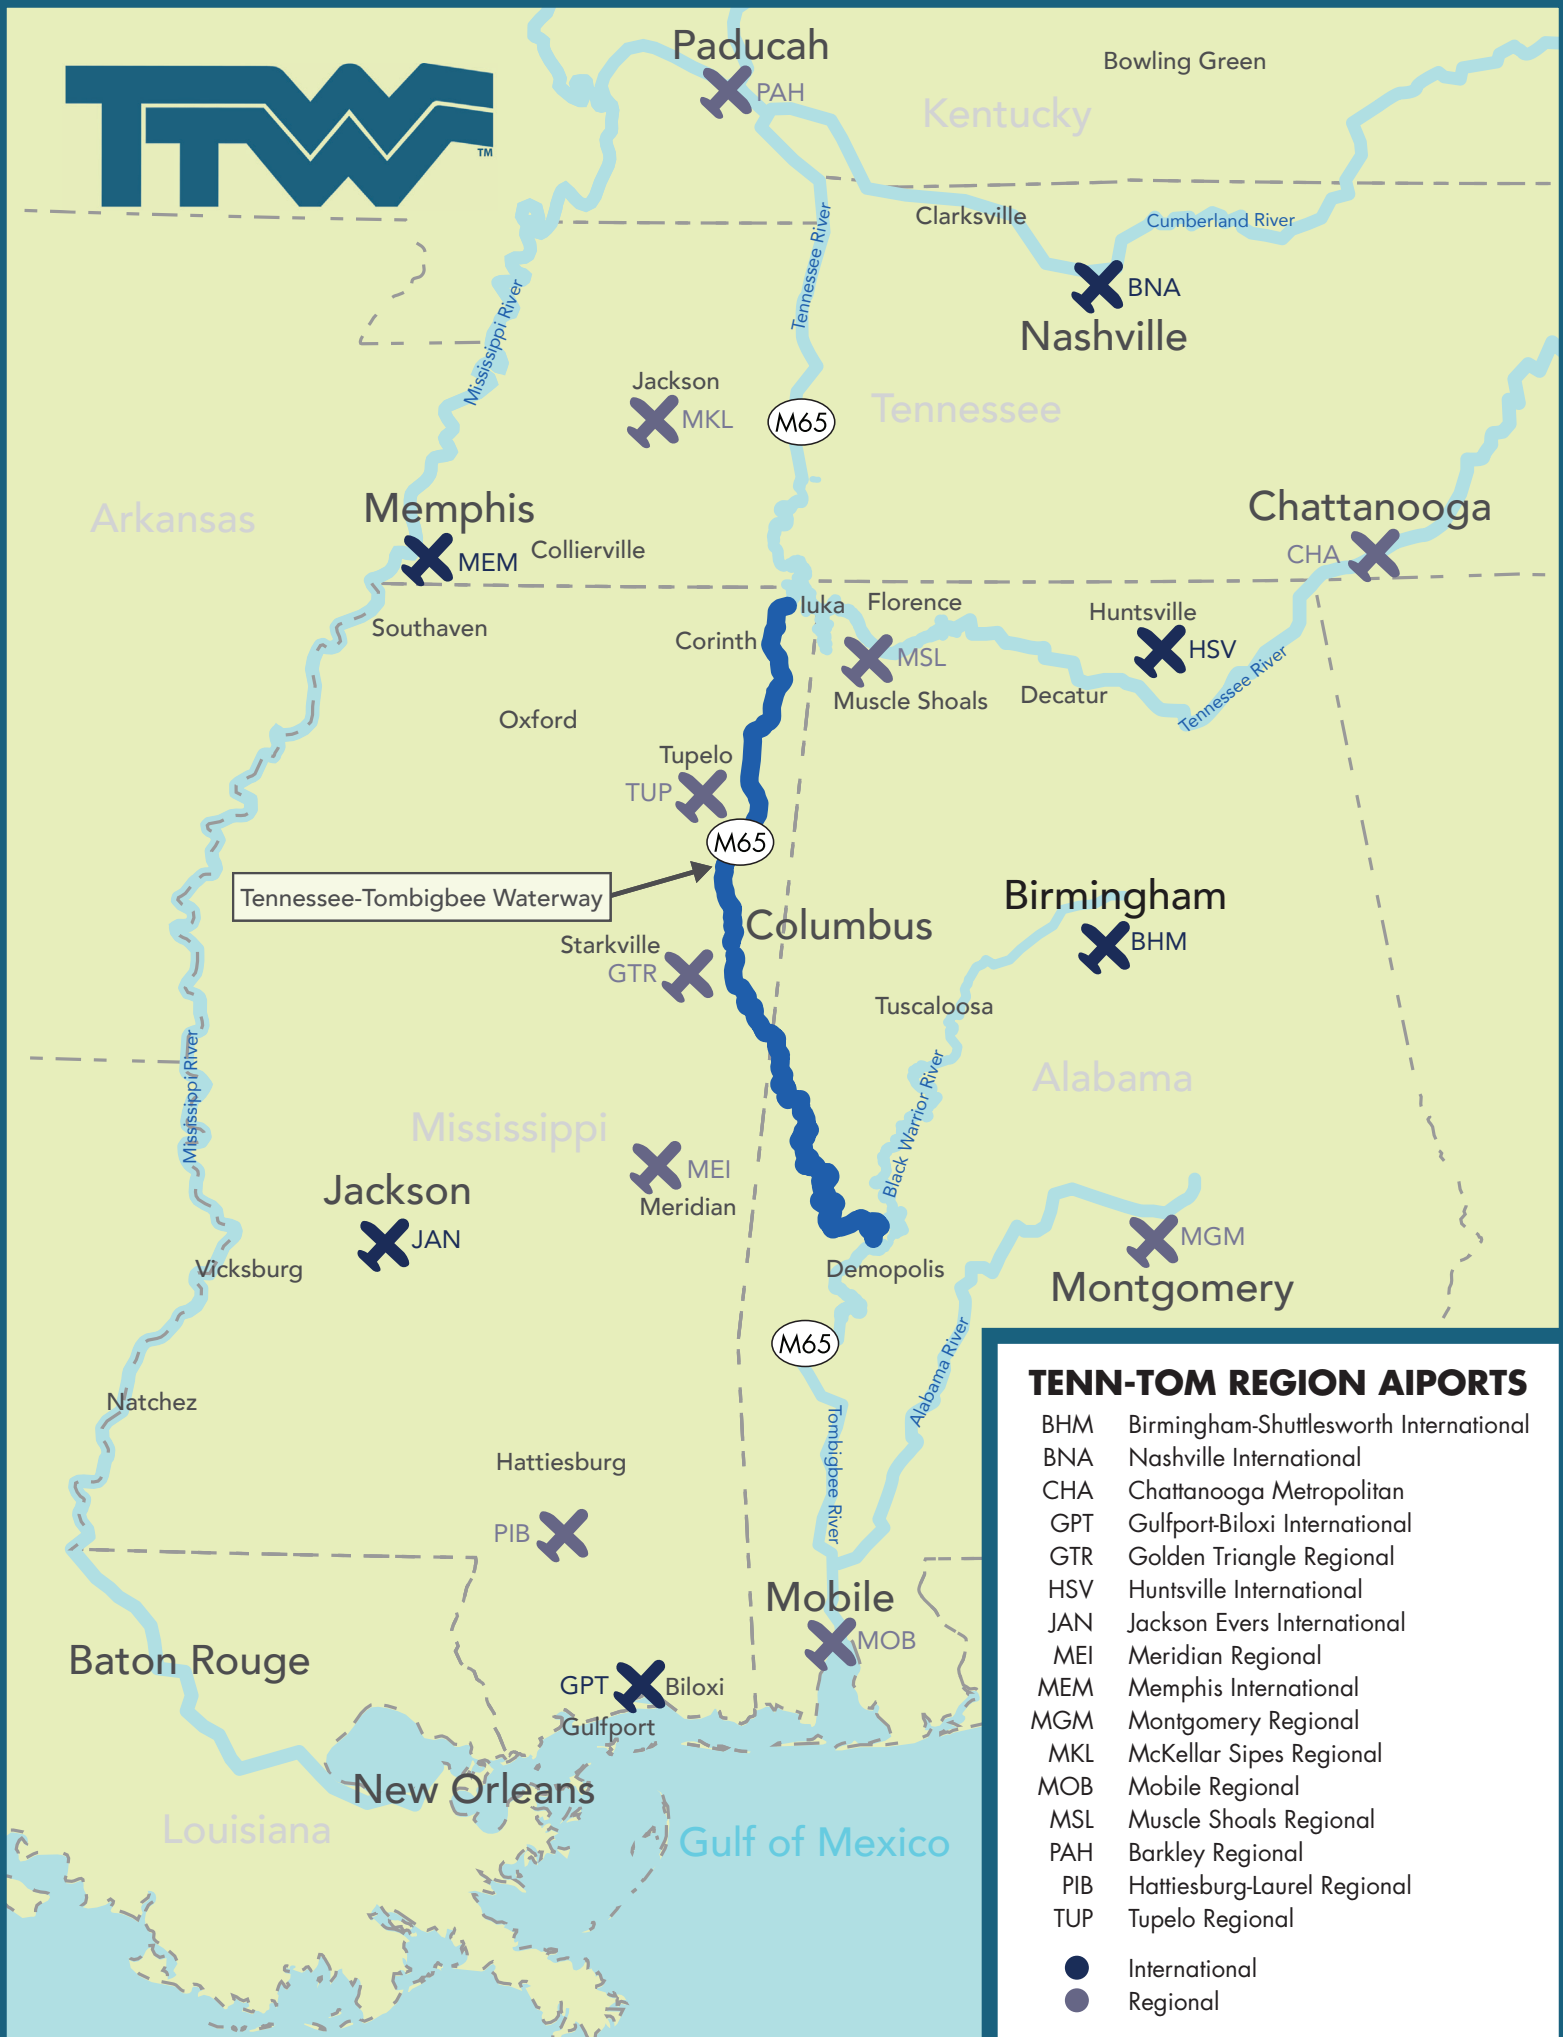 Paducah
Bowling Green
TTW
TM
PAH
Kentucky
Clarksville
Cumberland River
Tennessee River
BNA
Nashville
Mississippi River
Jackson
MKL
M65
Tennessee
Arkansas
Memphis
MEM
Collierville
Chattanooga
CHA
Iuka
Florence
Huntsville
HSV
Southaven
Corinth
MSL
Muscle Shoals
Decatur
Tennessee River
Oxford
Tupelo
TUP
M65
Tennessee-Tombigbee Waterway
Columbus
Birmingham
BHM
Starkville
GTR
Tuscaloosa
Mississippi River
Black Warrior River
Alabama
Mississippi
MEI
Meridian
Jackson
JAN
Vicksburg
Demopolis
MGM
Montgomery
M65
Alabama River
Natchez
Tombigbee River
Hattiesburg
PIB
Mobile
MOB
Baton Rouge
GPT
Biloxi
Gulfport
New Orleans
Louisiana
Gulf of Mexico
TENN-TOM REGION AIPORTS
BHM Birmingham-Shuttlesworth International
BNA Nashville International
CHA Chattanooga Metropolitan
GPT Gulfport-Biloxi International
GTR Golden Triangle Regional
HSV Huntsville International
JAN Jackson Evers International
MEI Meridian Regional
MEM Memphis International
MGM Montgomery Regional
MKL McKellar Sipes Regional
MOB Mobile Regional
MSL Muscle Shoals Regional
PAH Barkley Regional
PIB Hattiesburg-Laurel Regional
TUP Tupelo Regional
International
Regional